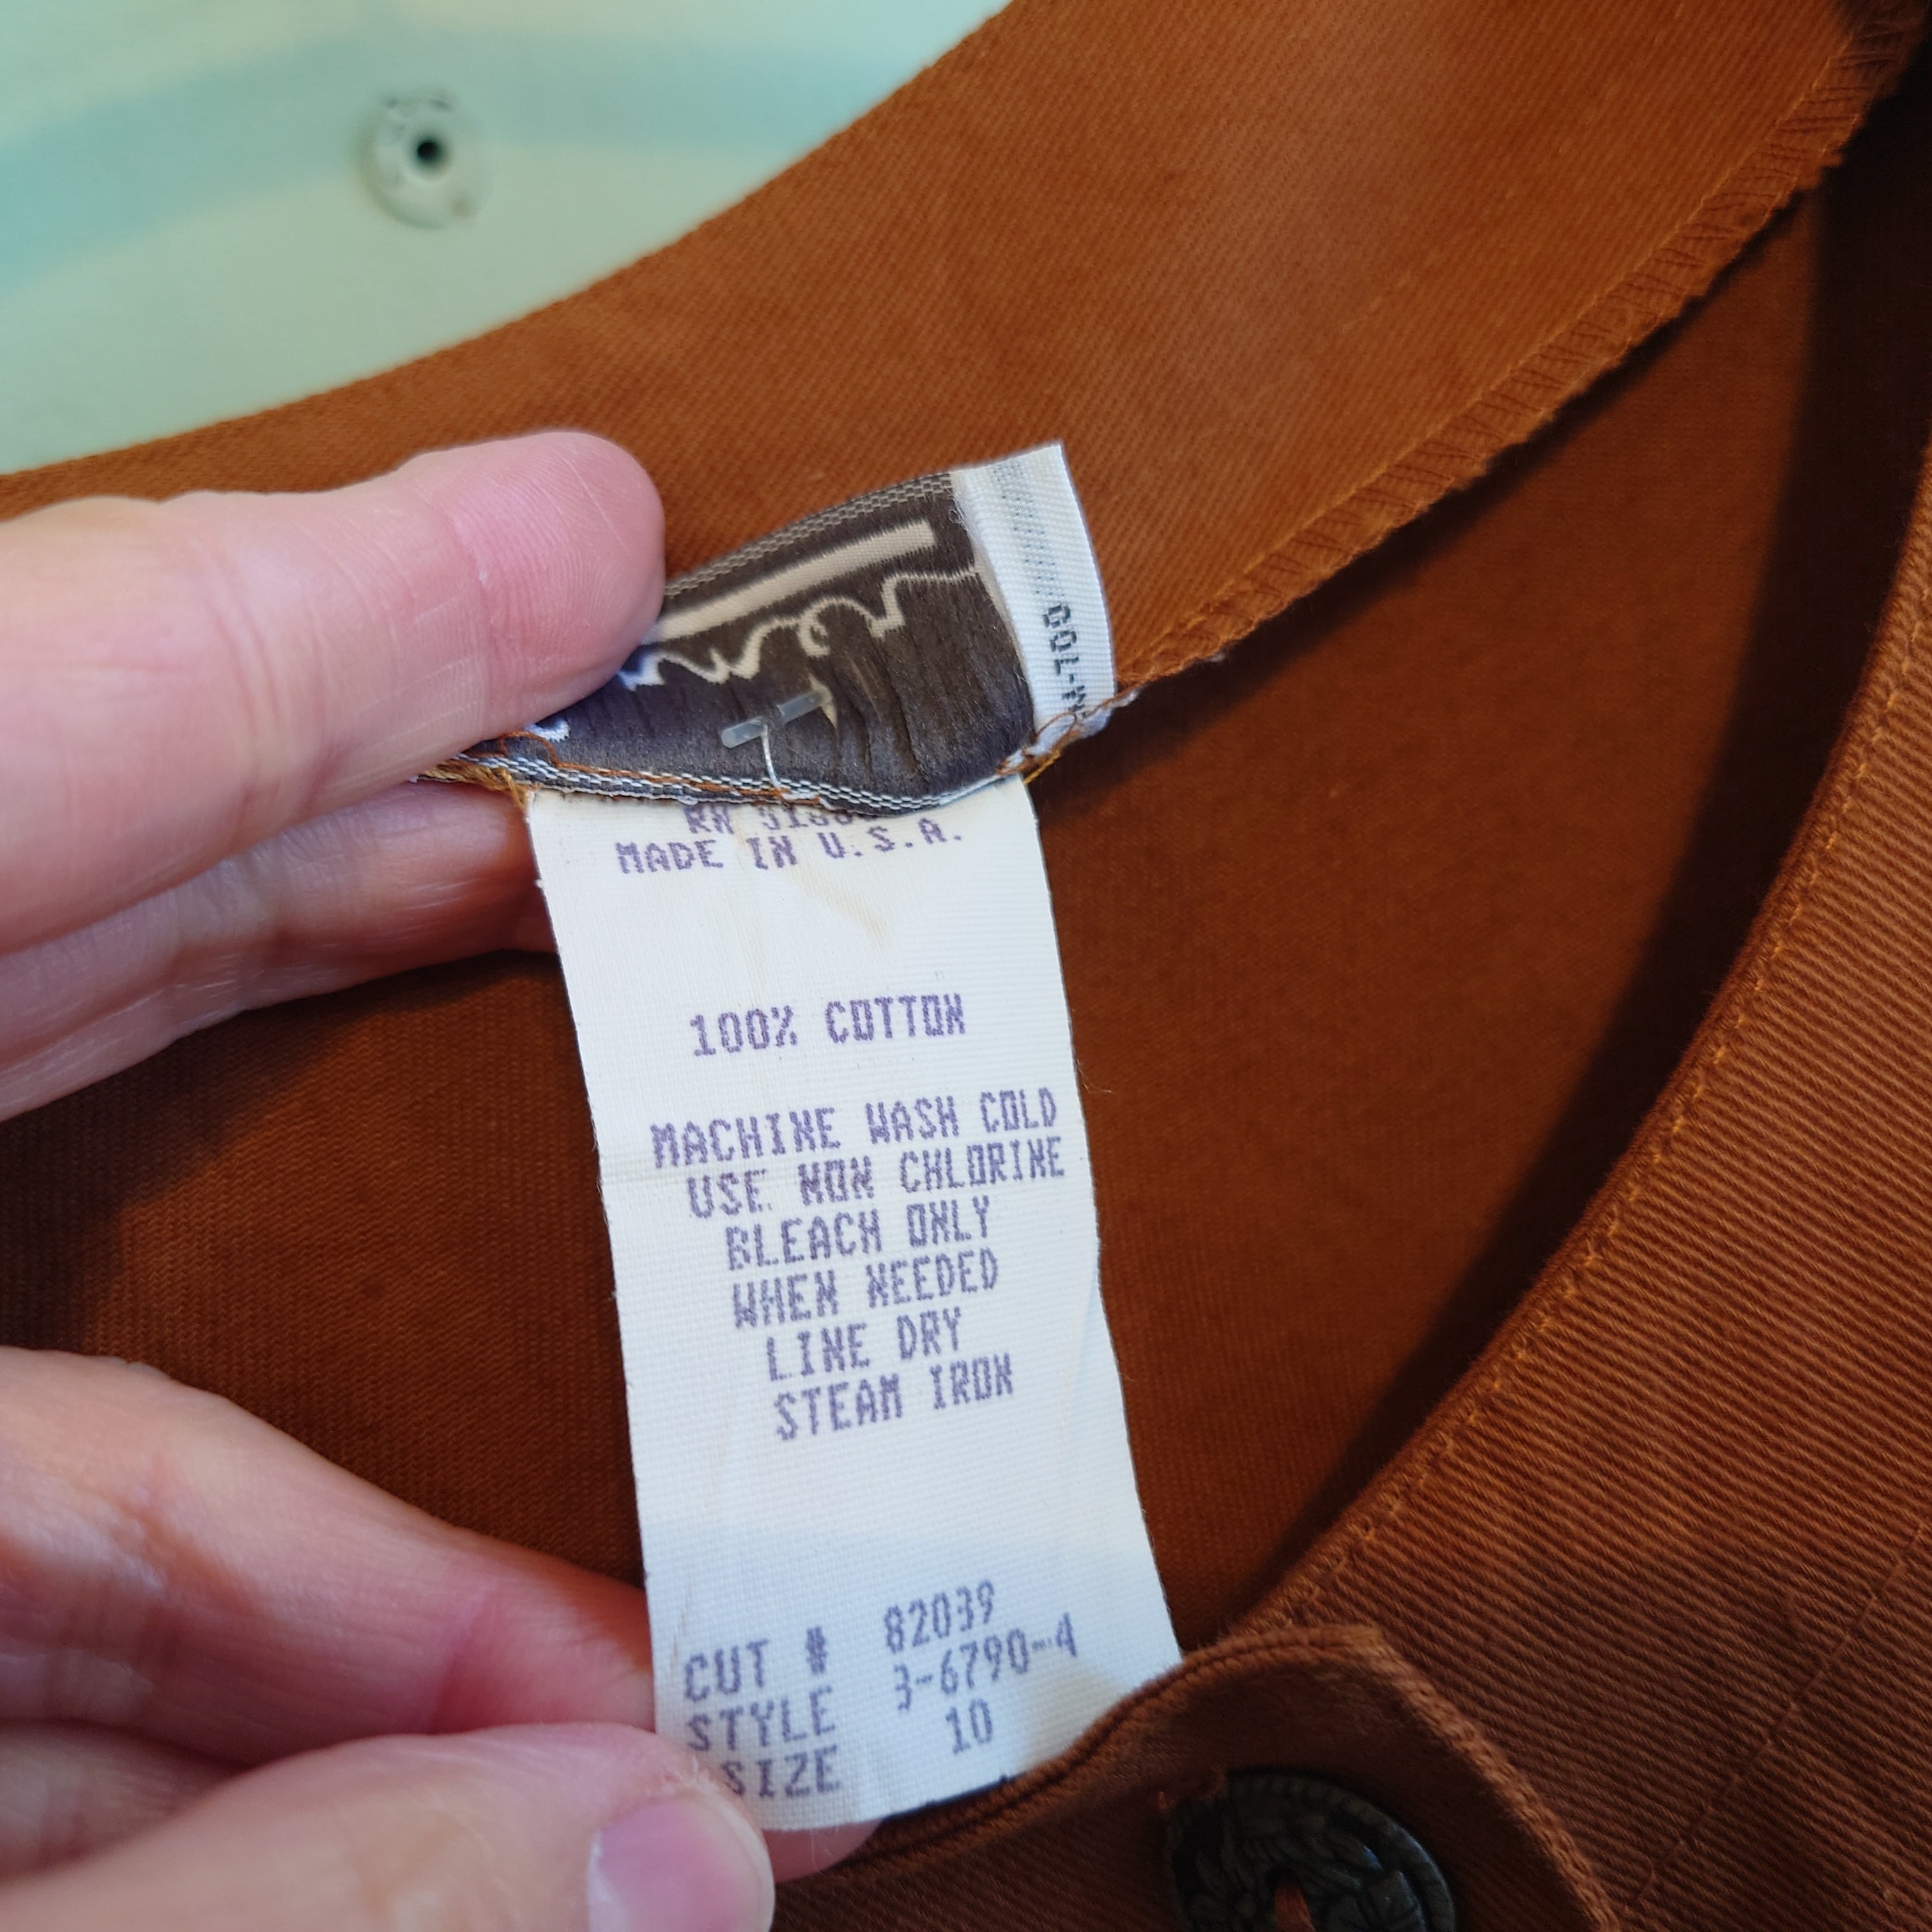 MADE IN U.S.A.
100% COTTON
MACHINE WASH COLD
USE NON CHLORINE
BLEACH ONLY
WHEN NEEDED
LINE DRY
STEAM IRON
CUT # 82039
STYLE 3-6790-4
SIZE 10